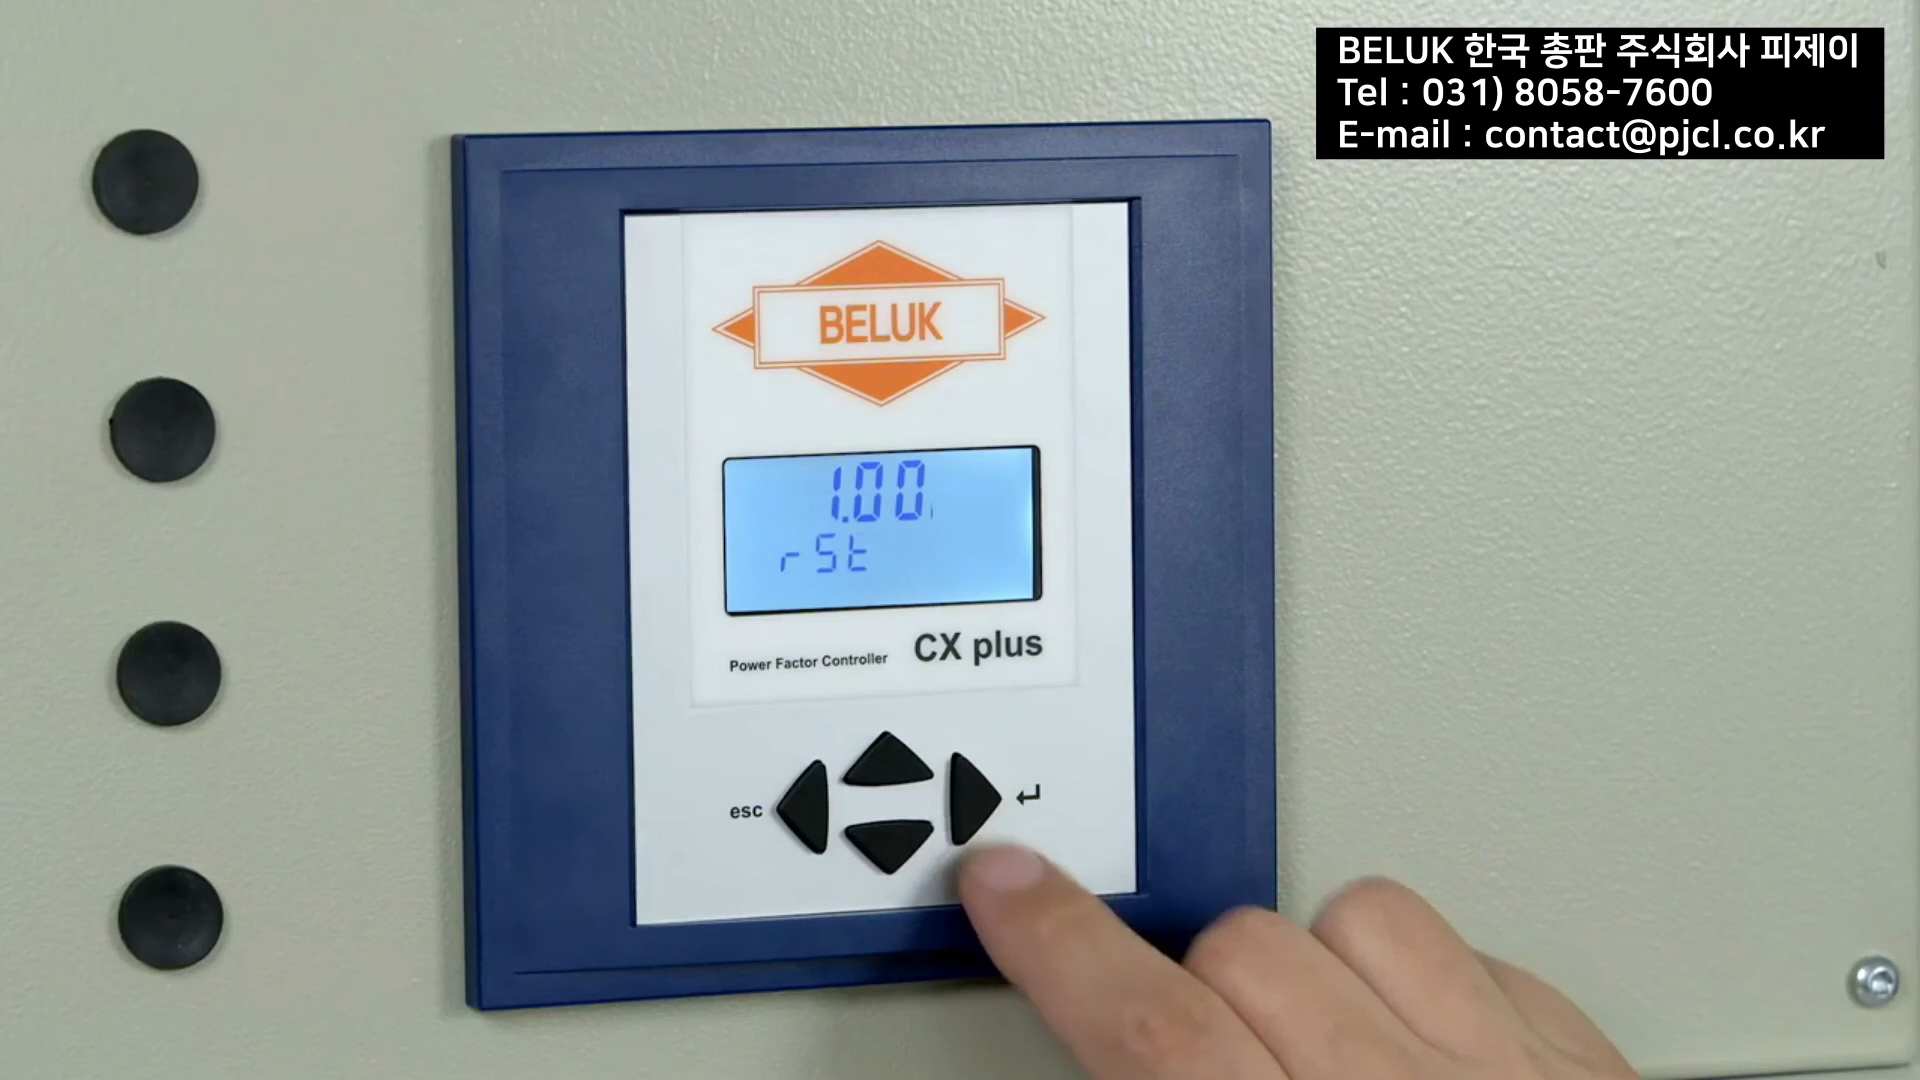 BELUK 한국 총판 주식회사 피제이
Tel : 031) 8058-7600
E-mail : contact@pjcl.co.kr
BELUK
1.00
rSt
Power Factor Controller
CX plus
esc